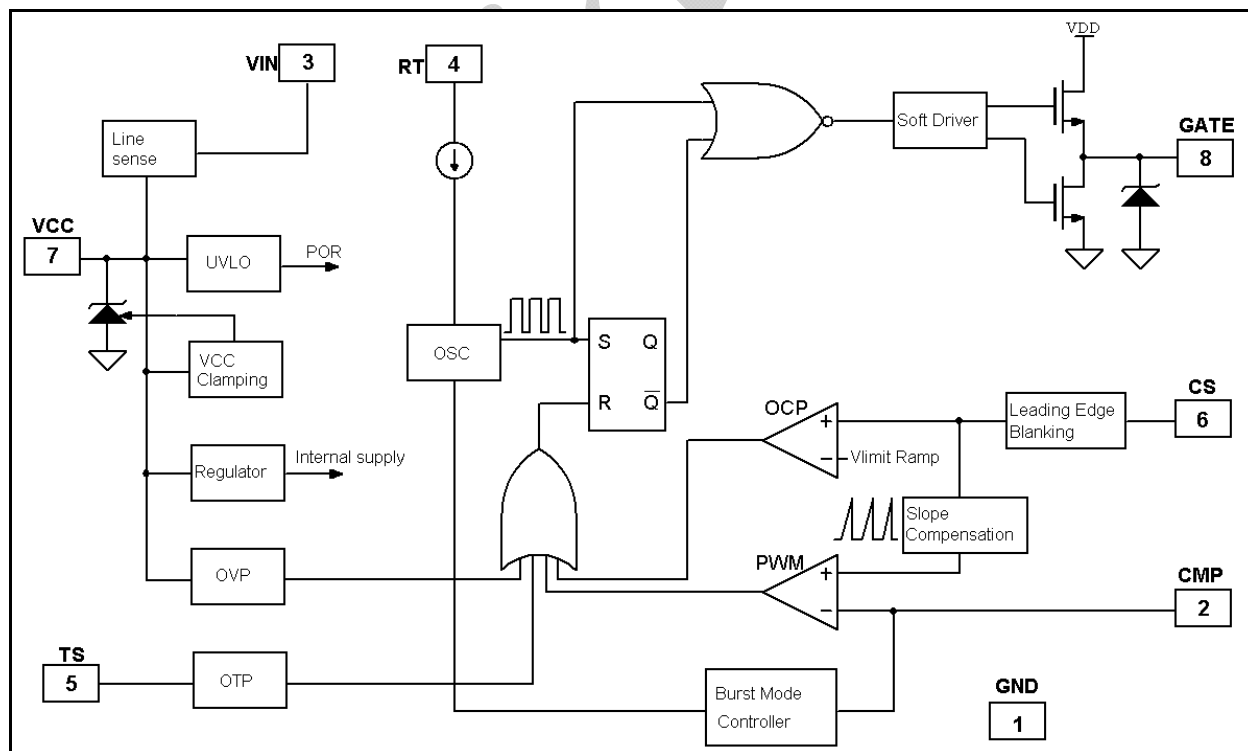 VDD
VIN
3
RT
4
Line
sense
Soft Driver
GATE
8
VCC
7
UVLO
POR
OSC
S
Q
R
Q̅
VCC
Clamping
OCP
+
−
Vlimit Ramp
Leading Edge
Blanking
CS
6
Regulator
Internal supply
Slope
Compensation
OVP
PWM
+
−
CMP
2
TS
5
OTP
Burst Mode
Controller
GND
1